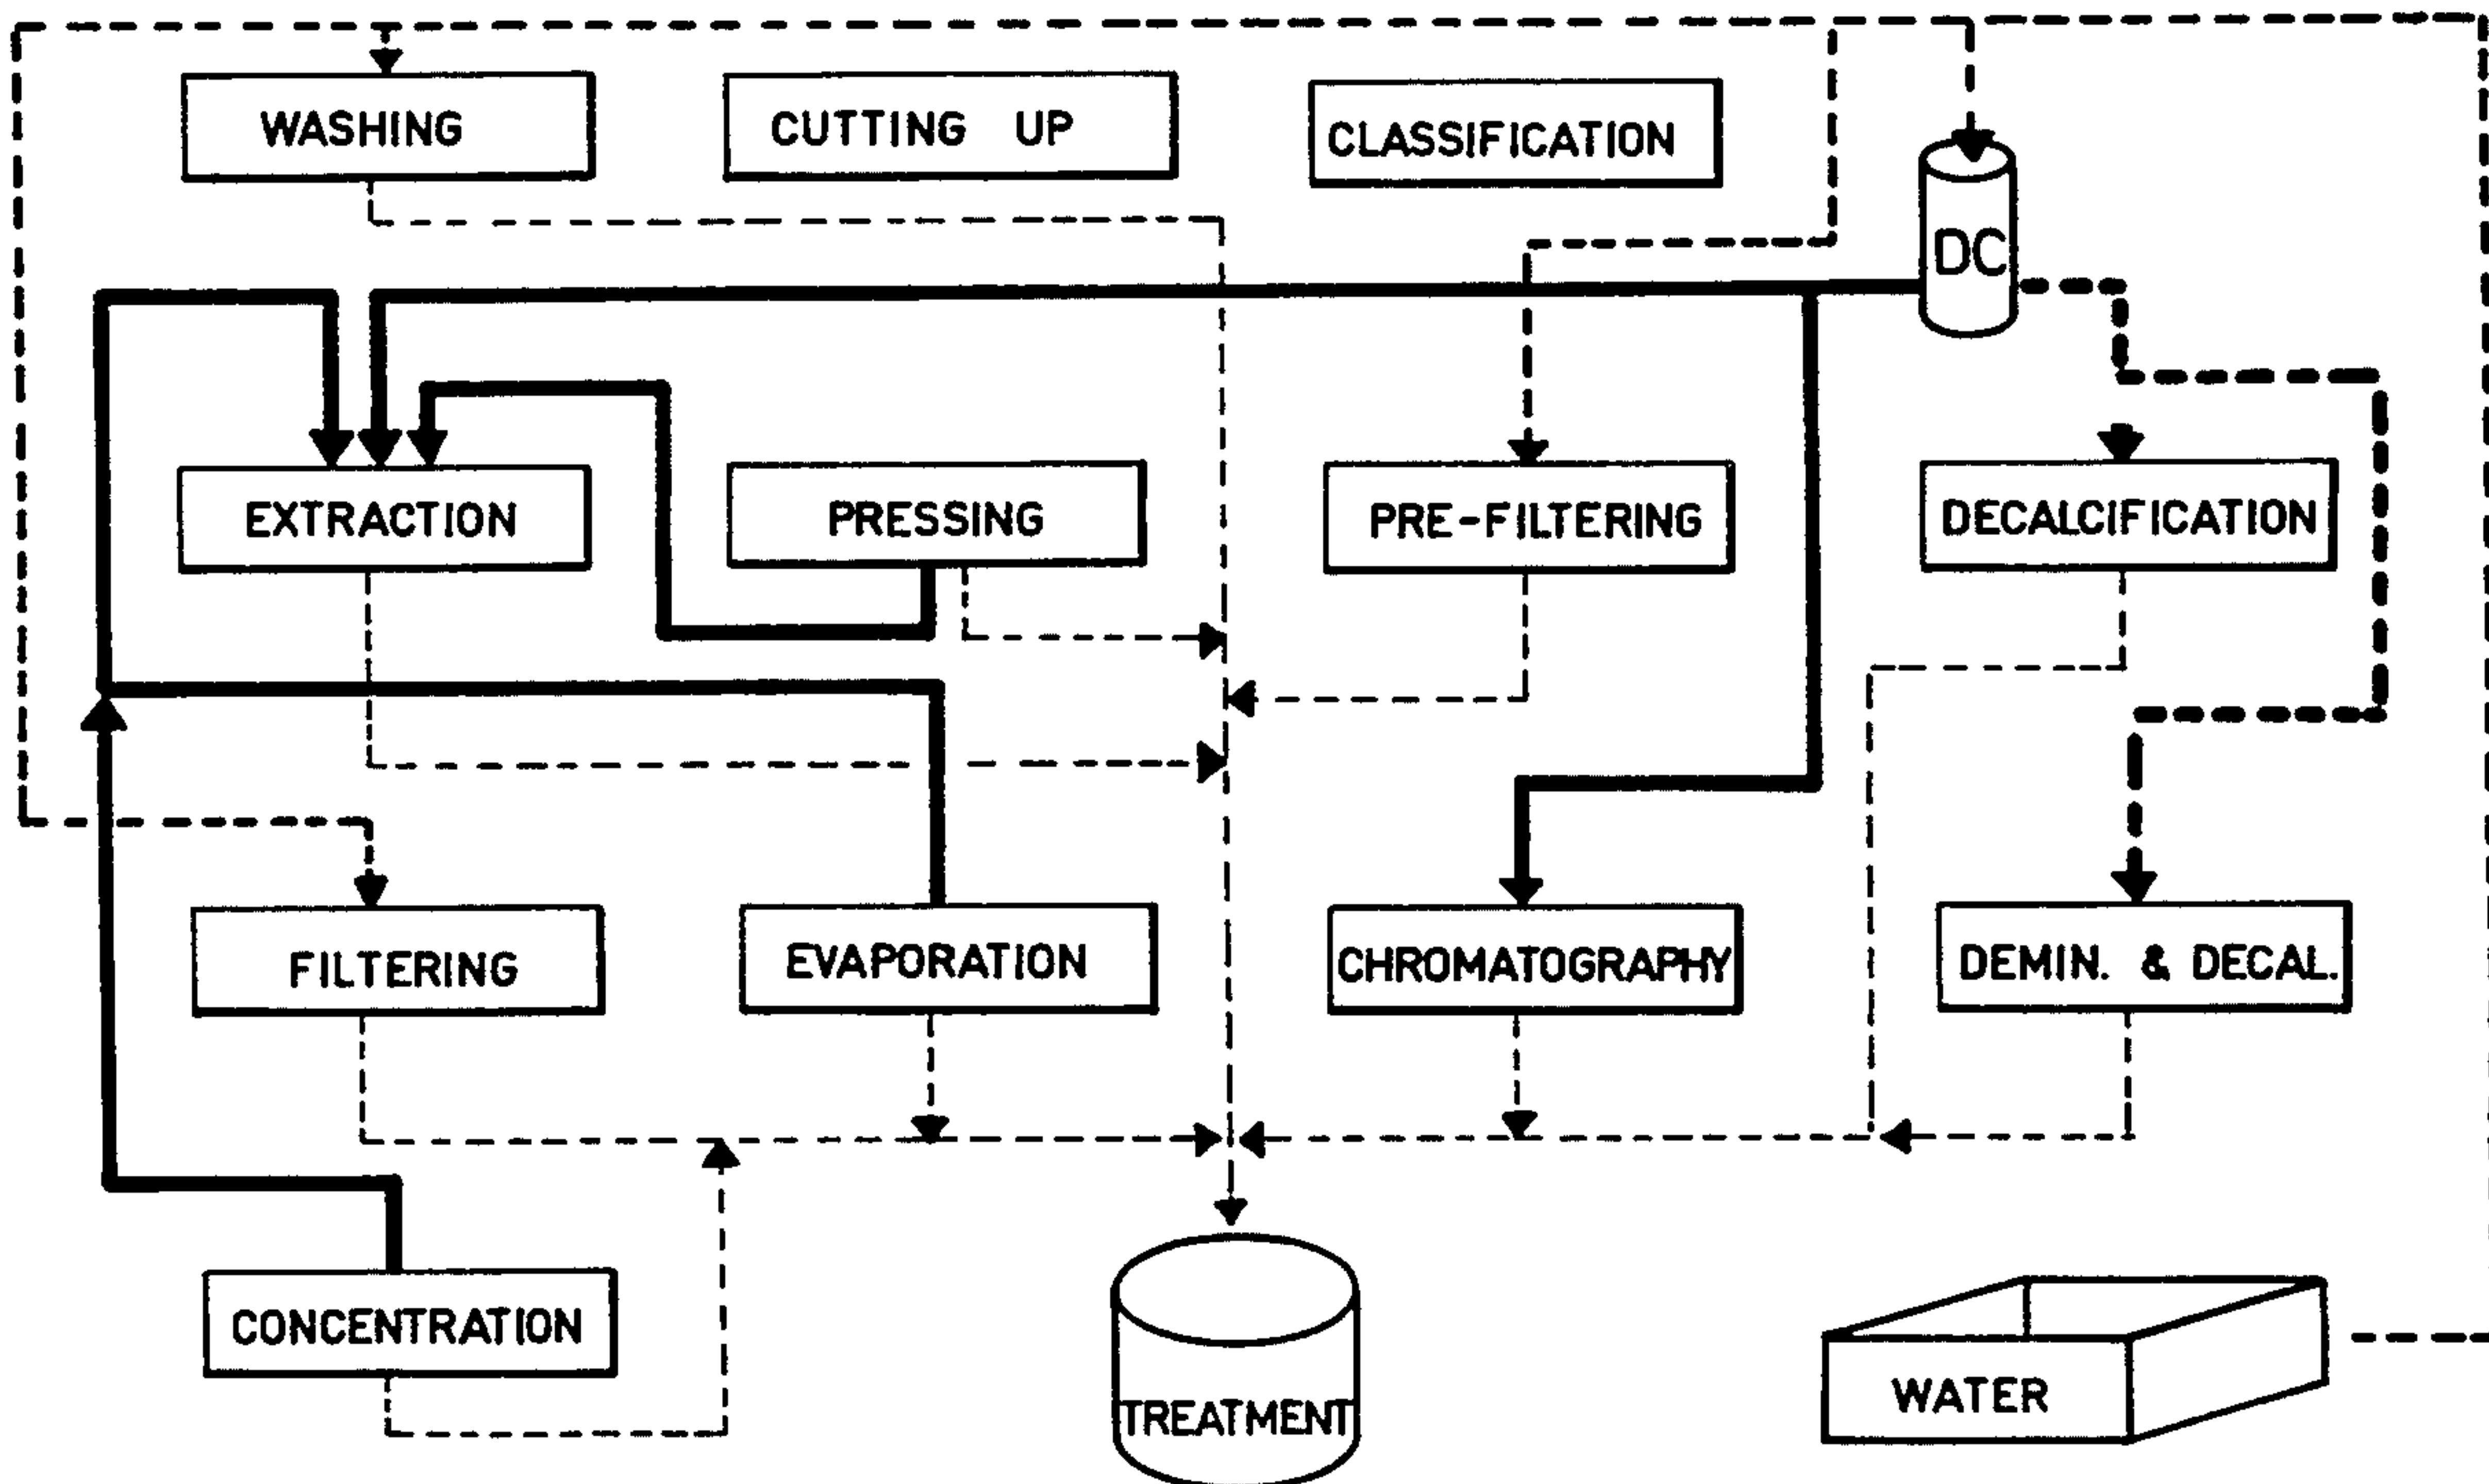 WASHING
CUTTING UP
CLASSIFICATION
DC
EXTRACTION
PRESSING
PRE-FILTERING
DECALCIFICATION
FILTERING
EVAPORATION
CHROMATOGRAPHY
DEMIN. & DECAL.
CONCENTRATION
TREATMENT
WATER